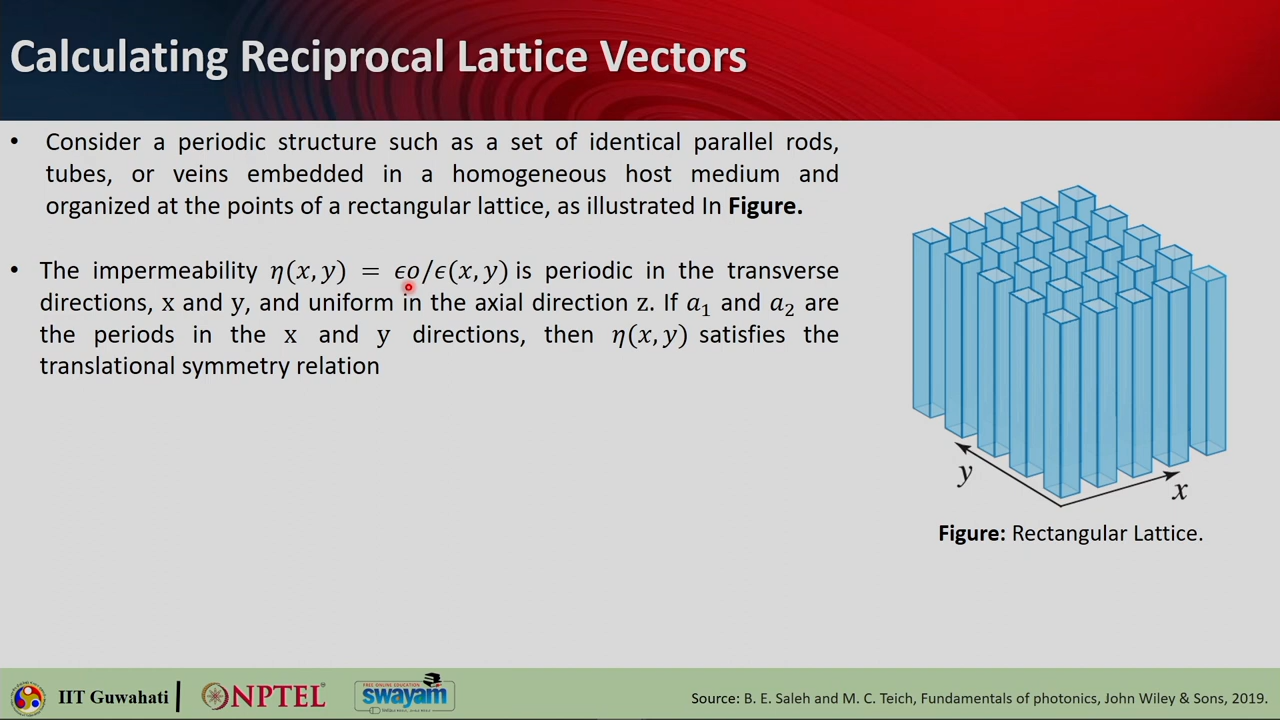 Calculating Reciprocal Lattice Vectors
• Consider a periodic structure such as a set of identical parallel rods,
tubes, or veins embedded in a homogeneous host medium and
organized at the points of a rectangular lattice, as illustrated In Figure.
• The impermeability η(x, y) = ϵo/ϵ(x, y) is periodic in the transverse
directions, x and y, and uniform in the axial direction z. If a₁ and a₂ are
the periods in the x and y directions, then η(x, y) satisfies the
translational symmetry relation
y
x
Figure: Rectangular Lattice.
IIT Guwahati
NPTEL
FREE ONLINE EDUCATION
swayam
Source: B. E. Saleh and M. C. Teich, Fundamentals of photonics, John Wiley & Sons, 2019.